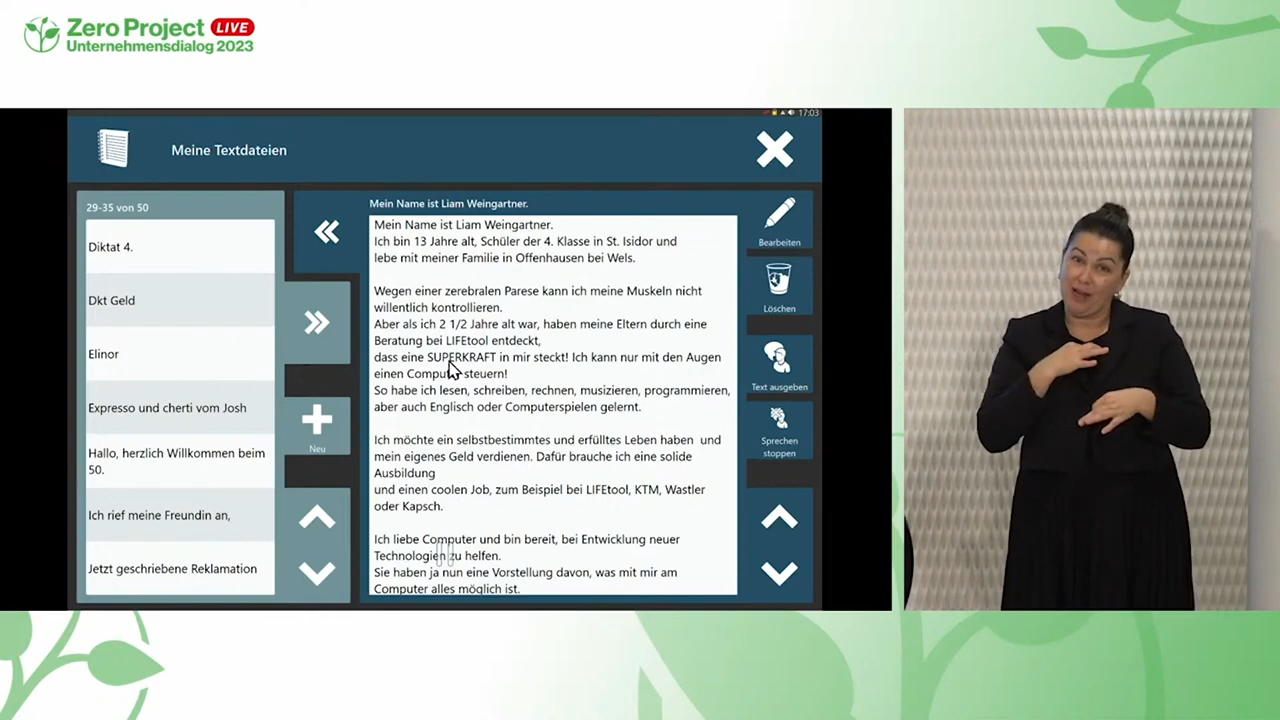 Zero Project LIVE
Unternehmensdialog 2023
17:03
Meine Textdateien
29-35 von 50
Diktat 4.
Dkt Geld
Elinor
Expresso und cherti vom Josh
Hallo, herzlich Willkommen beim
50.
Ich rief meine Freundin an,
Jetzt geschriebene Reklamation
Neu
Mein Name ist Liam Weingartner.
Mein Name ist Liam Weingartner.
Ich bin 13 Jahre alt, Schüler der 4. Klasse in St. Isidor und
lebe mit meiner Familie in Offenhausen bei Wels.
Wegen einer zerebralen Parese kann ich meine Muskeln nicht
willentlich kontrollieren.
Aber als ich 2 1/2 Jahre alt war, haben meine Eltern durch eine
Beratung bei LIFEtool entdeckt,
dass eine SUPERKRAFT in mir steckt! Ich kann nur mit den Augen
einen Computer steuern!
So habe ich lesen, schreiben, rechnen, musizieren, programmieren,
aber auch Englisch oder Computerspielen gelernt.
Ich möchte ein selbstbestimmtes und erfülltes Leben haben und
mein eigenes Geld verdienen. Dafür brauche ich eine solide
Ausbildung
und einen coolen Job, zum Beispiel bei LIFEtool, KTM, Wastler
oder Kapsch.
Ich liebe Computer und bin bereit, bei Entwicklung neuer
Technologien zu helfen.
Sie haben ja nun eine Vorstellung davon, was mit mir am
Computer alles möglich ist.
Bearbeiten
Löschen
Text ausgeben
Sprechen
stoppen